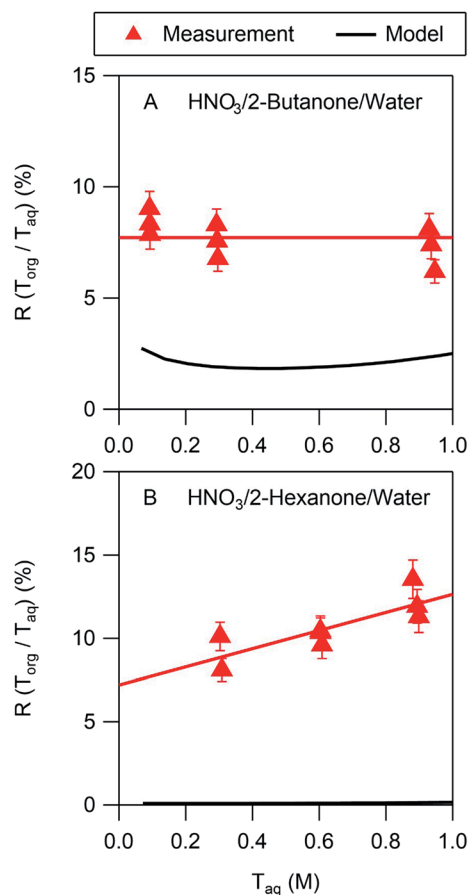 Measurement Model
A HNO3/2-Butanone/Water
R (Torg / Taq) (%)
15
10
5
0
0.0 0.2 0.4 0.6 0.8 1.0
B HNO3/2-Hexanone/Water
R (Torg / Taq) (%)
20
15
10
5
0
0.0 0.2 0.4 0.6 0.8 1.0
Taq (M)